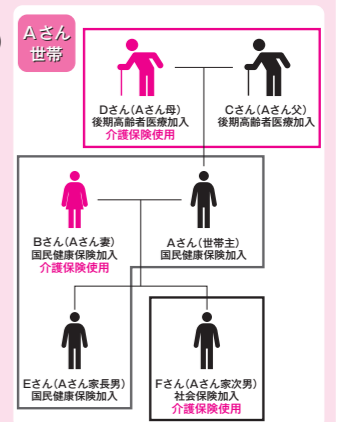 Aさん
世帯
Dさん(Aさん母)
後期高齢者医療加入
介護保険使用
Cさん(Aさん父)
後期高齢者医療加入
Bさん(Aさん妻)
国民健康保険加入
介護保険使用
Aさん(世帯主)
国民健康保険加入
Eさん(Aさん家長男)
国民健康保険加入
Fさん(Aさん家次男)
社会保険加入
介護保険使用